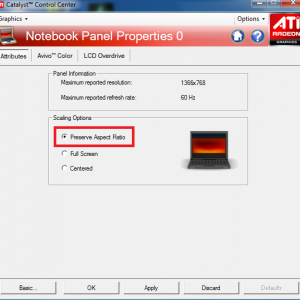 Catalyst™ Control Center
Graphics
Options
ATi
RADEON
Notebook Panel Properties 0
Attributes
Avivo™ Color
LCD Overdrive
Panel Information
Maximum reported resolution: 1366x768
Maximum reported refresh rate: 60 Hz
Scaling Options
Preserve Aspect Ratio
Full Screen
Centered
Basic...
OK
Apply
Discard
Defaults